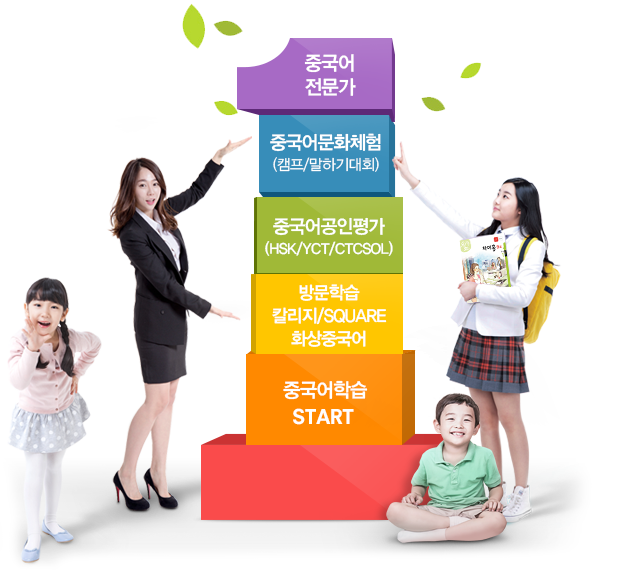 중국어
전문가
중국어문화체험
(캠프/말하기대회)
중국어공인평가
(HSK/YCT/CTCSOL)
방문학습
칼리지/SQUARE
화상중국어
중국어학습
START